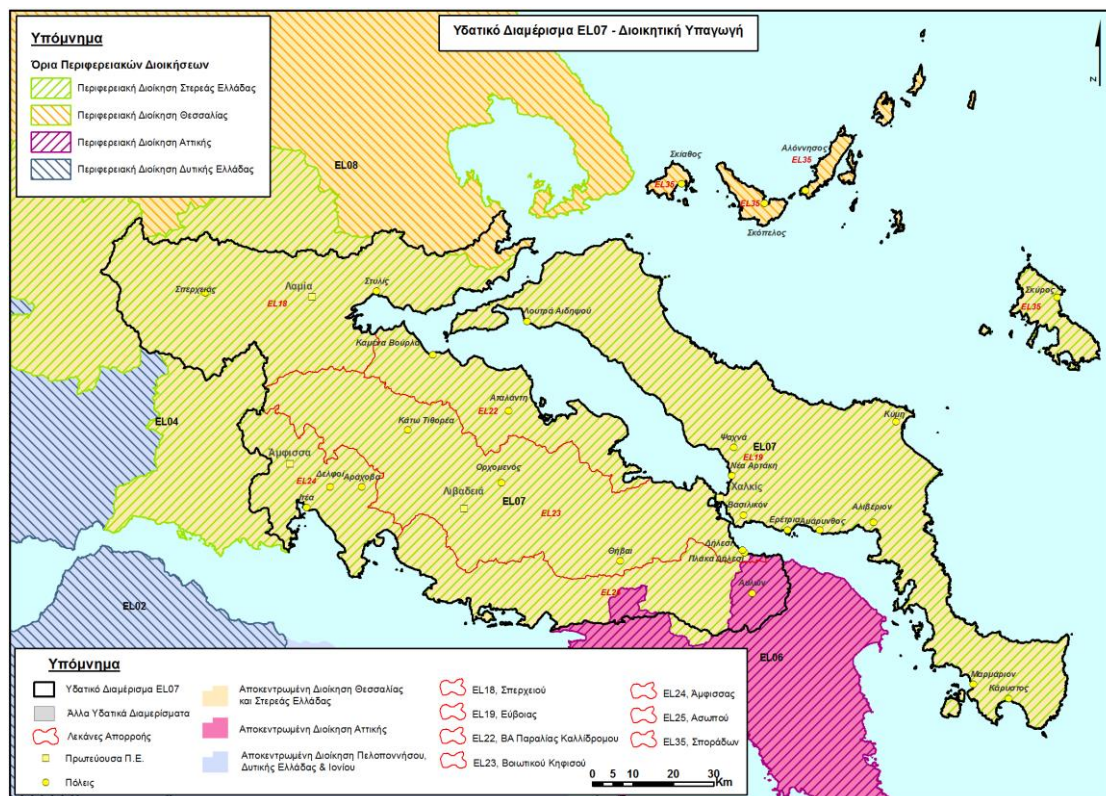 Υδατικό Διαμέρισμα EL07 - Διοικητική Υπαγωγή
Υπόμνημα
Όρια Περιφερειακών Διοικήσεων
Περιφερειακή Διοίκηση Στερεάς Ελλάδας
Περιφερειακή Διοίκηση Θεσσαλίας
Περιφερειακή Διοίκηση Αττικής
Περιφερειακή Διοίκηση Δυτικής Ελλάδας
N
EL08
Σκίαθος
EL35
Αλόννησος
EL35
EL35
Σκόπελος
Σκύρος
EL35
Σπερχειάς
Λαμία
EL18
Στυλίς
Λουτρά Αιδηψού
Καμένα Βούρλα
Αταλάντη
EL22
Κάτω Τιθορέα
Κύμη
Ψαχνά
EL07
EL19
Νέα Αρτάκη
Χαλκίς
Βασιλικόν
Ερέτρια
Αμάρυνθος
Αλιβέριον
EL04
Άμφισσα
EL24
Δελφοί
Αράχοβα
Ιτέα
Ορχομενός
Λιβαδειά
EL07
EL23
Θήβαι
Δήλεσι
Πλάκα Δήλεσι
Αυλών
EL25
EL02
EL06
Μαρμάριον
Κάρυστος
Υπόμνημα
Υδατικό Διαμέρισμα EL07
Άλλα Υδατικά Διαμερίσματα
Λεκάνες Απορροής
Πρωτεύουσα Π.Ε.
Πόλεις
Αποκεντρωμένη Διοίκηση Θεσσαλίας
και Στερεάς Ελλάδας
Αποκεντρωμένη Διοίκηση Αττικής
Αποκεντρωμένη Διοίκηση Πελοποννήσου,
Δυτικής Ελλάδας & Ιονίου
EL18, Σπερχειού
EL19, Εύβοιας
EL22, ΒΑ Παραλίας Καλλίδρομου
EL23, Βοιωτικού Κηφισού
EL24, Άμφισσας
EL25, Ασωπού
EL35, Σποράδων
0 5 10 20 30
Km